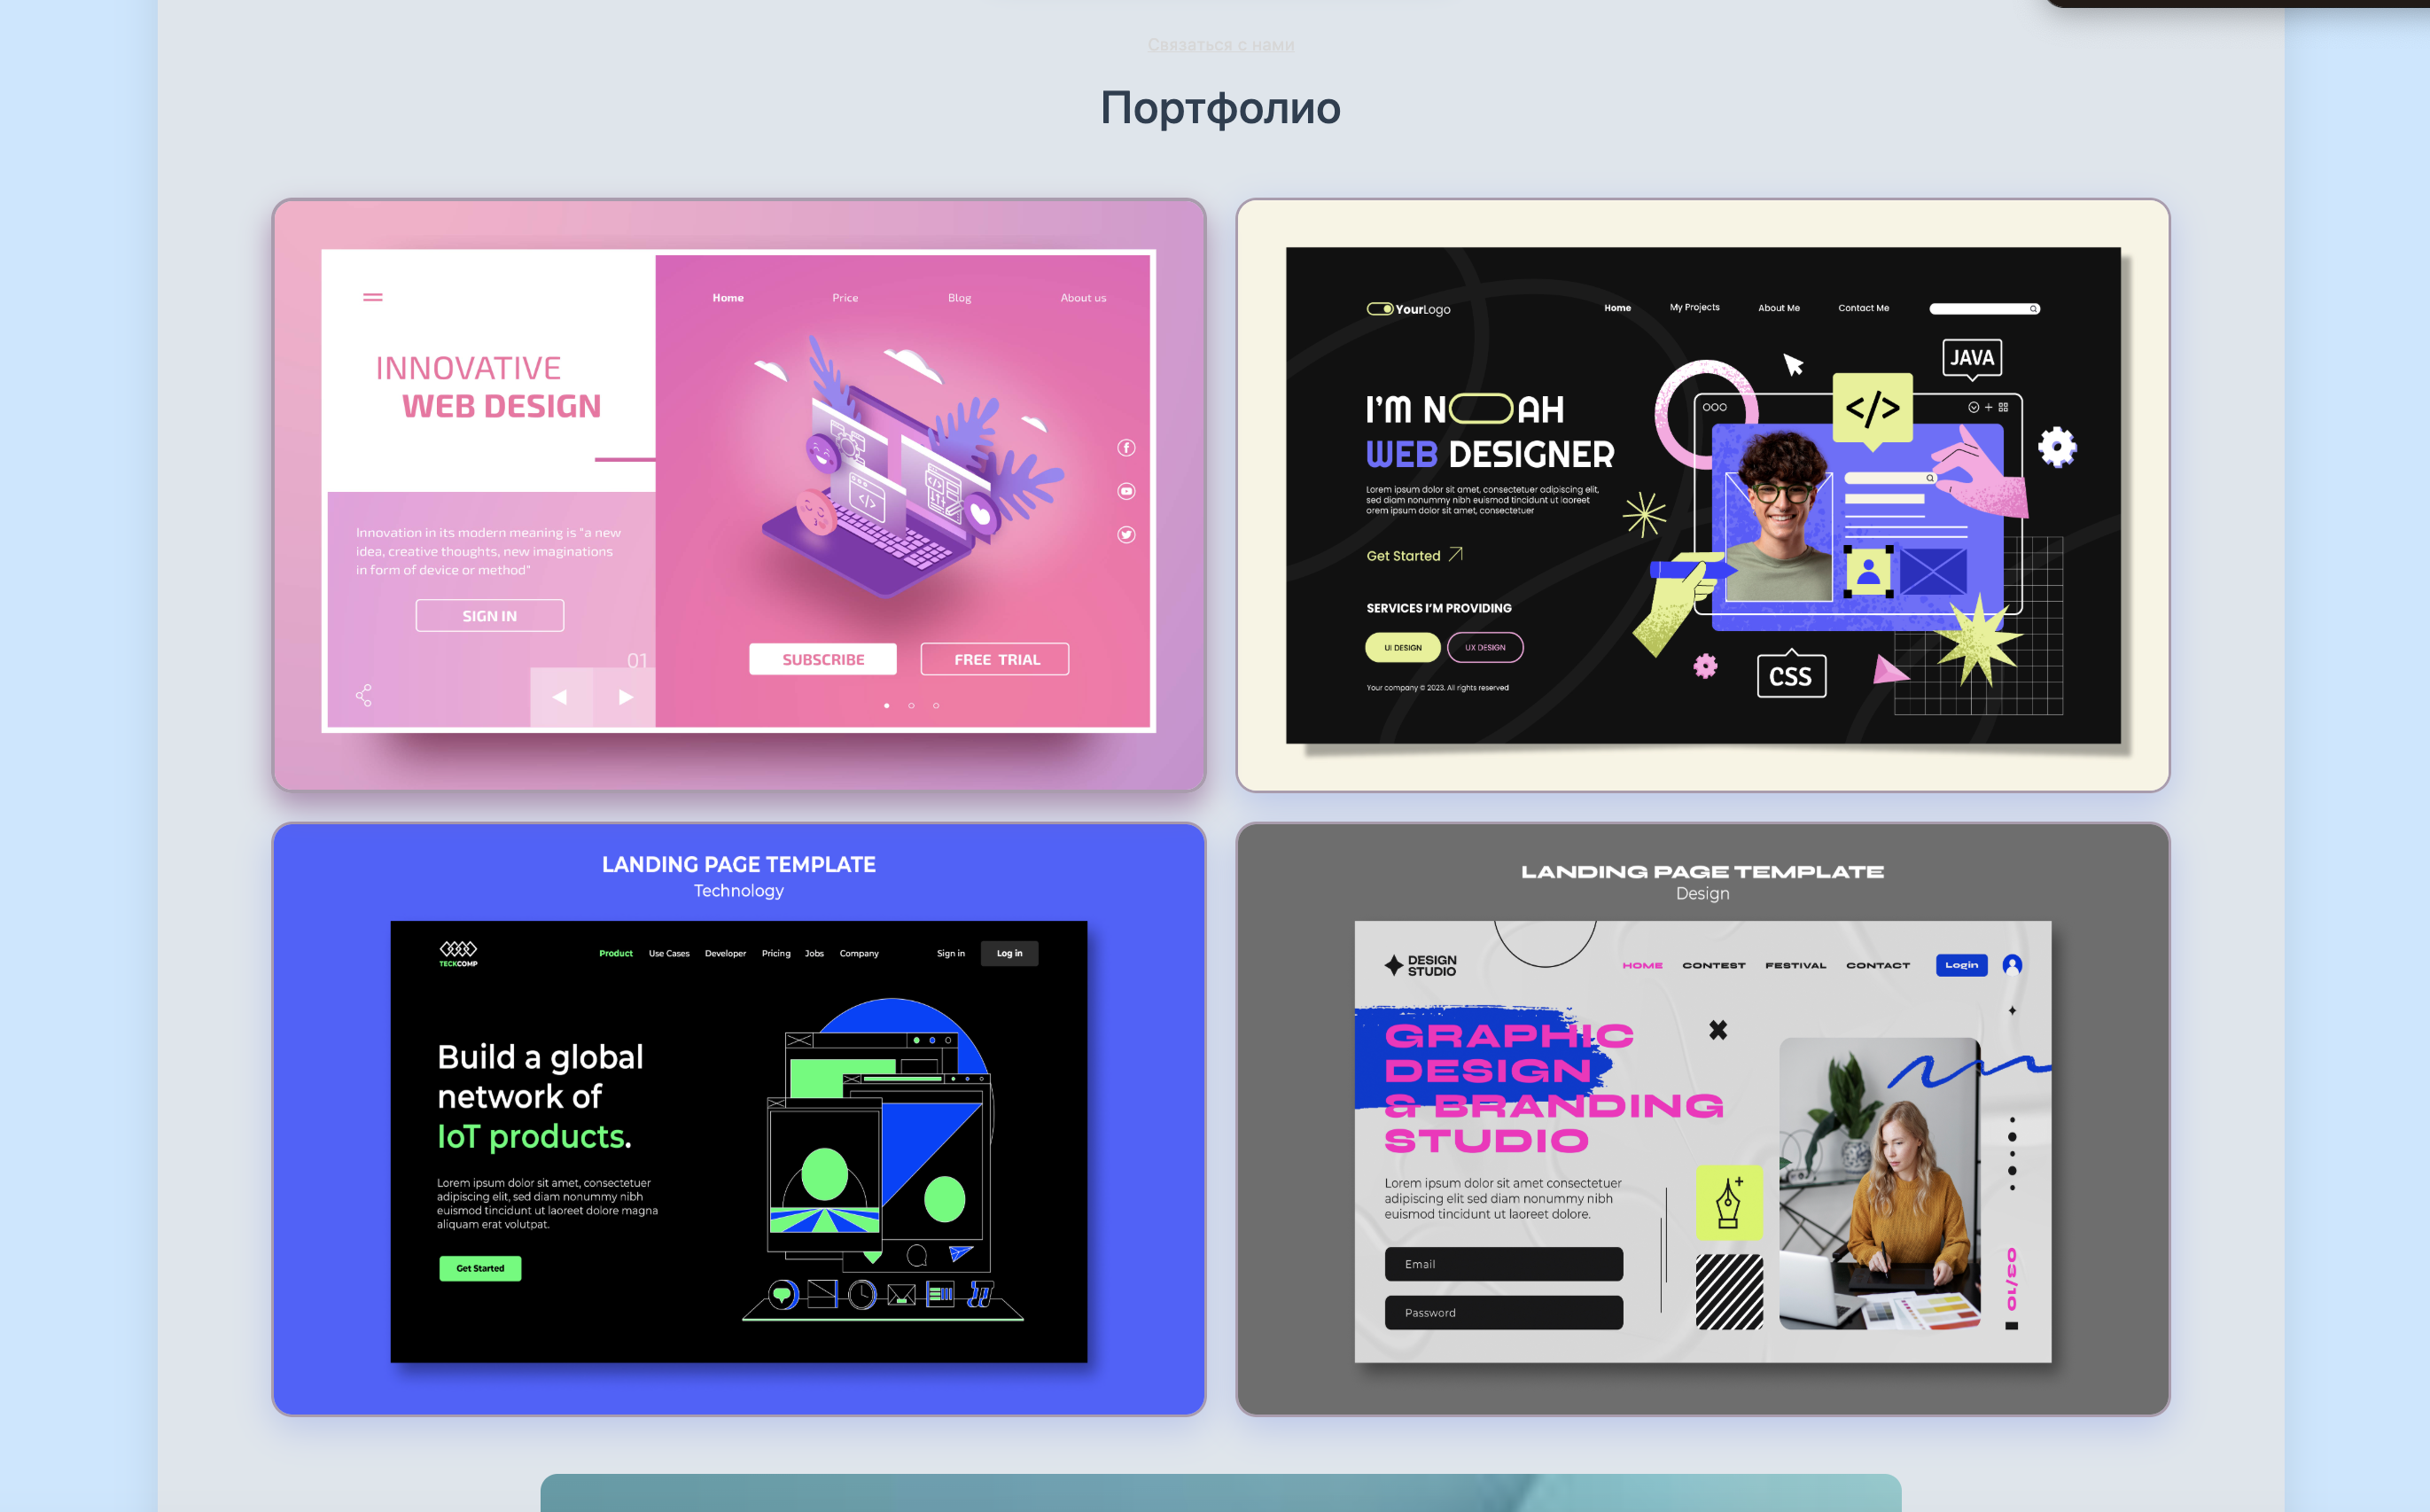 Связаться с нами
Портфолио
Home Price Blog About us
INNOVATIVE
WEB DESIGN
Innovation in its modern meaning is "a new
idea, creative thoughts, new imaginations
in form of device or method"
SIGN IN
01
SUBSCRIBE FREE TRIAL
YourLogo Home My Projects About Me Contact Me
JAVA
</>
I'M NOAH
WEB DESIGNER
Lorem ipsum dolor sit amet, consectetuer adipiscing elit,
sed diam nonummy nibh euismod tincidunt ut laoreet
orem ipsum dolor sit amet, consectetuer
Get Started
SERVICES I'M PROVIDING
UI DESIGN UX DESIGN
CSS
Your company © 2023. All rights reserved
LANDING PAGE TEMPLATE
Technology
TECKCOMP
Product Use Cases Developer Pricing Jobs Company Sign in Log in
Build a global
network of
IoT products.
Lorem ipsum dolor sit amet, consectetuer
adipiscing elit, sed diam nonummy nibh
euismod tincidunt ut laoreet dolore magna
aliquam erat volutpat.
Get Started
LANDING PAGE TEMPLATE
Design
DESIGN
STUDIO
HOME CONTEST FESTIVAL CONTACT Login
GRAPHIC
DESIGN
& BRANDING
STUDIO
Lorem ipsum dolor sit amet consectetuer
adipiscing elit sed diam nonummy nibh
euismod tincidunt ut laoreet dolore.
Email
Password
01/03